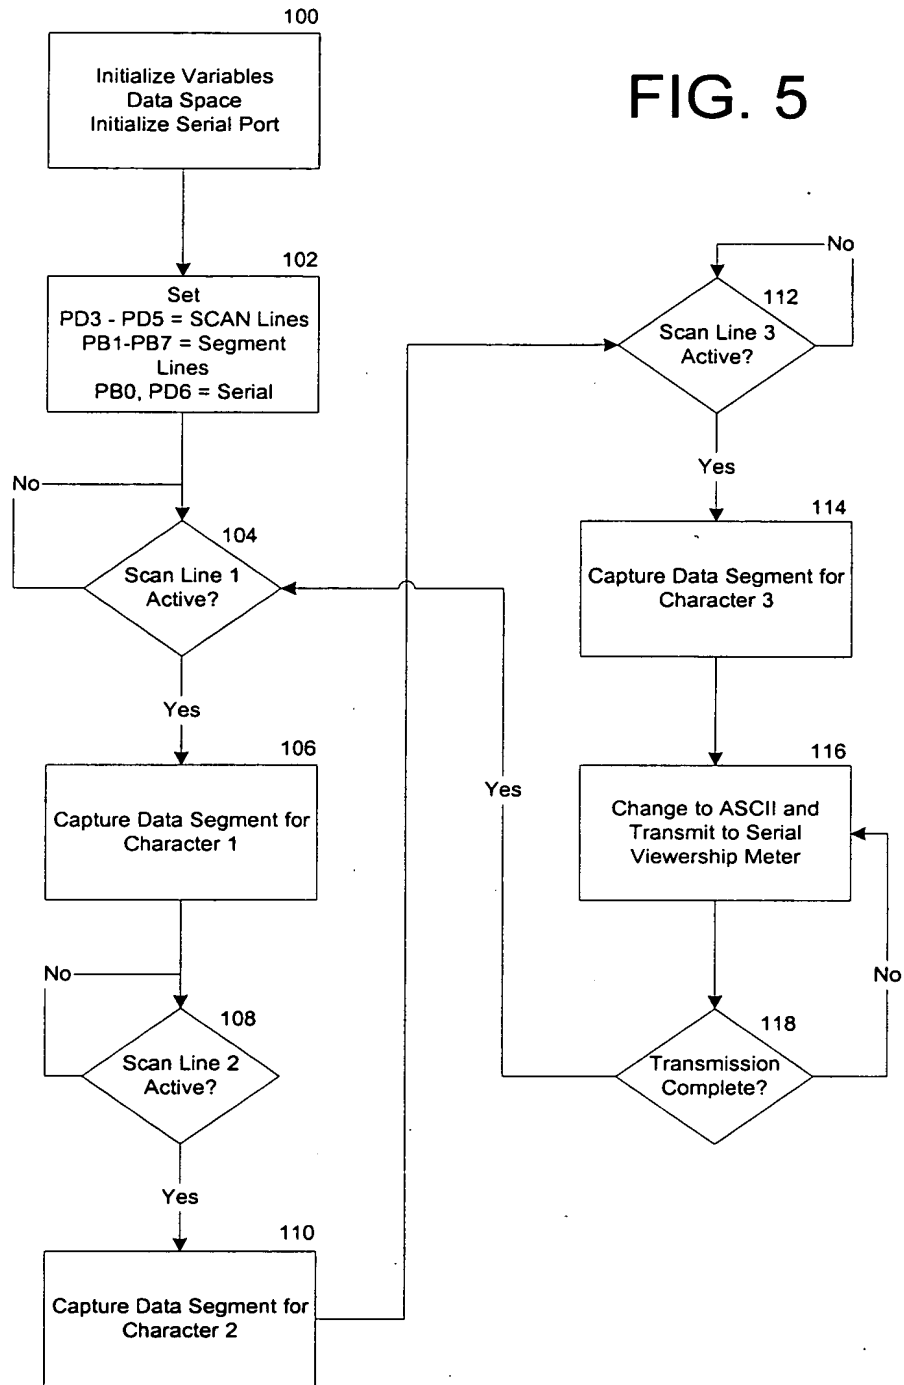 FIG. 5
100
Initialize Variables
Data Space
Initialize Serial Port
102
Set
PD3 - PD5 = SCAN Lines
PB1-PB7 = Segment
Lines
PB0, PD6 = Serial
No
104
Scan Line 1
Active?
Yes
106
Capture Data Segment for
Character 1
No
108
Scan Line 2
Active?
Yes
110
Capture Data Segment for
Character 2
No
112
Scan Line 3
Active?
Yes
114
Capture Data Segment for
Character 3
116
Change to ASCII and
Transmit to Serial
Viewership Meter
No
118
Transmission
Complete?
Yes